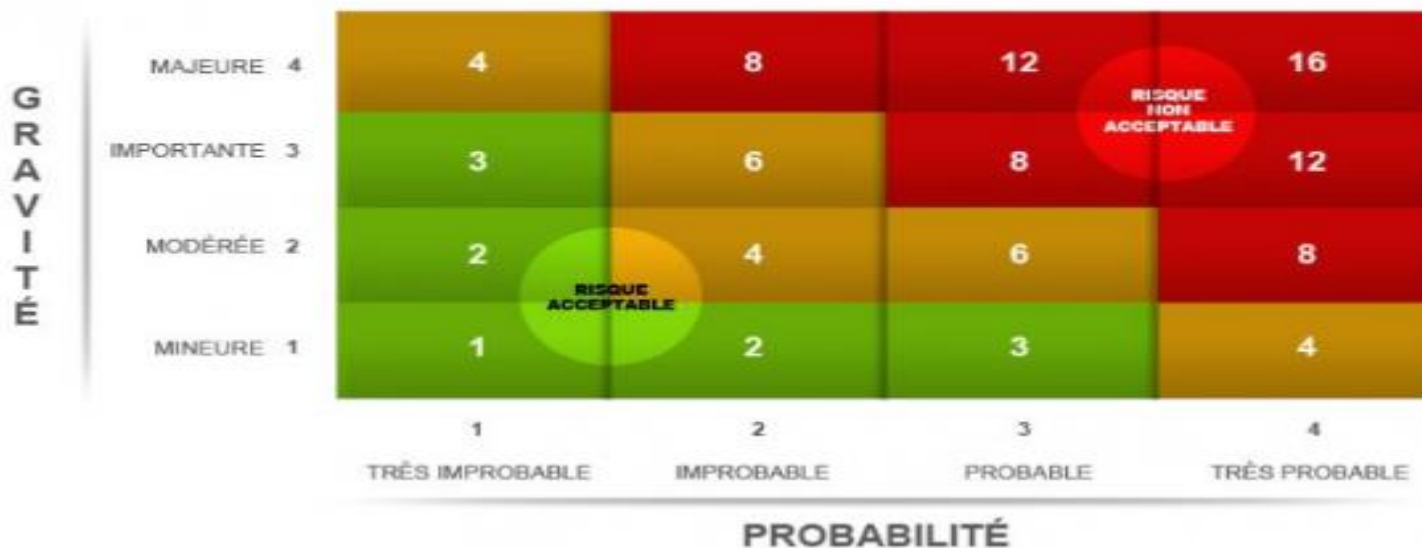 GRAVITÉ
MAJEURE 4 4 8 12 16
RISQUE
NON
ACCEPTABLE
IMPORTANTE 3 3 6 8 12
MODÉRÉE 2 2 4 6 8
RISQUE
ACCEPTABLE
MINEURE 1 1 2 3 4
1 2 3 4
TRÈS IMPROBABLE IMPROBABLE PROBABLE TRÈS PROBABLE
PROBABILITÉ